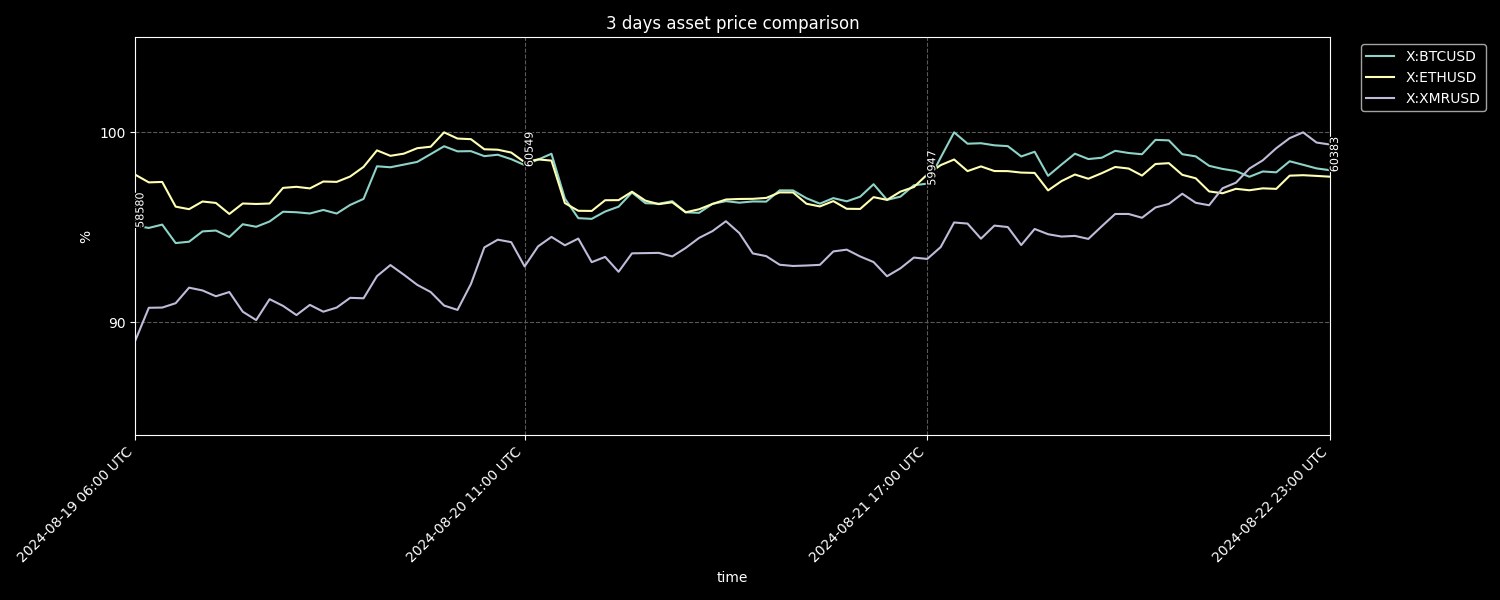 3 days asset price comparison
X:BTCUSD
X:ETHUSD
X:XMRUSD
100
90
%
58580
60549
59947
60383
2024-08-19 06:00 UTC
2024-08-20 11:00 UTC
2024-08-21 17:00 UTC
2024-08-22 23:00 UTC
time